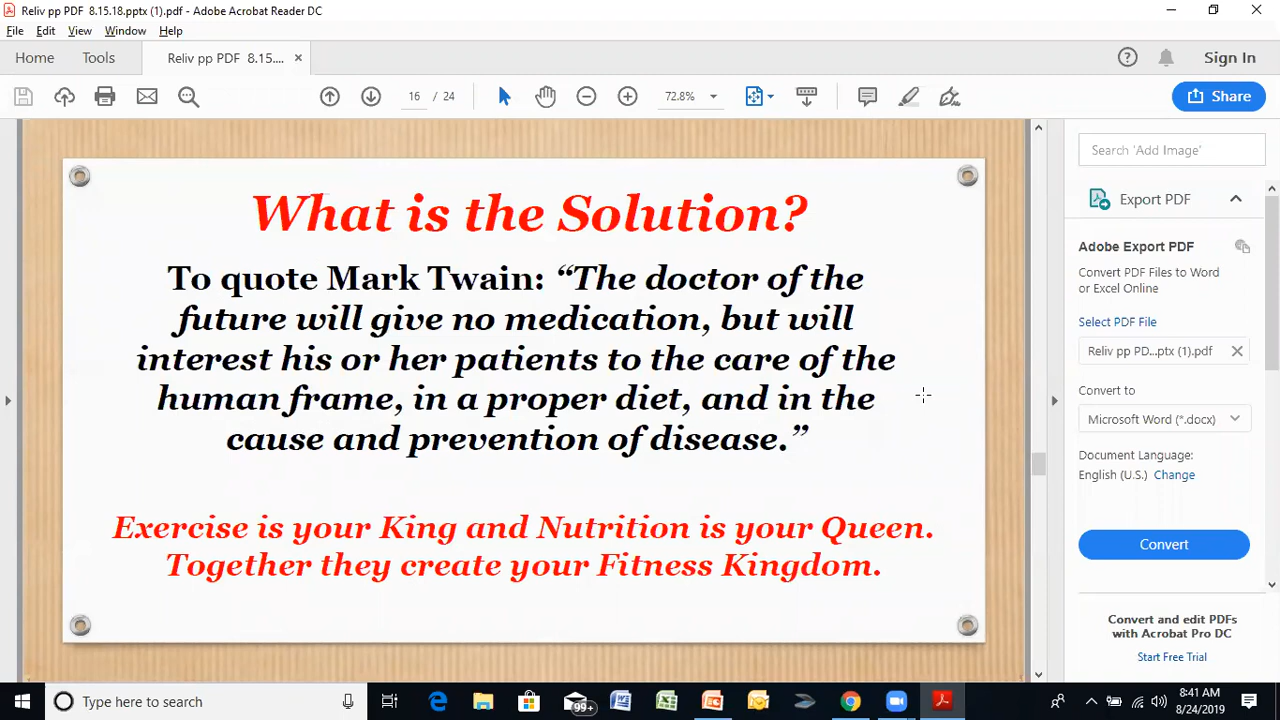 Reliv pp PDF 8.15.18.pptx (1).pdf - Adobe Acrobat Reader DC
File Edit View Window Help
Home Tools Reliv pp PDF 8.15.... Sign In
16 / 24 72.8% Share
What is the Solution?
To quote Mark Twain: “The doctor of the
future will give no medication, but will
interest his or her patients to the care of the
human frame, in a proper diet, and in the
cause and prevention of disease.”
Exercise is your King and Nutrition is your Queen.
Together they create your Fitness Kingdom.
Search 'Add Image'
Export PDF
Adobe Export PDF
Convert PDF Files to Word
or Excel Online
Select PDF File
Reliv pp PD...ptx (1).pdf
Convert to
Microsoft Word (*.docx)
Document Language:
English (U.S.) Change
Convert
Convert and edit PDFs
with Acrobat Pro DC
Start Free Trial
Type here to search
99+
8:41 AM
8/24/2019